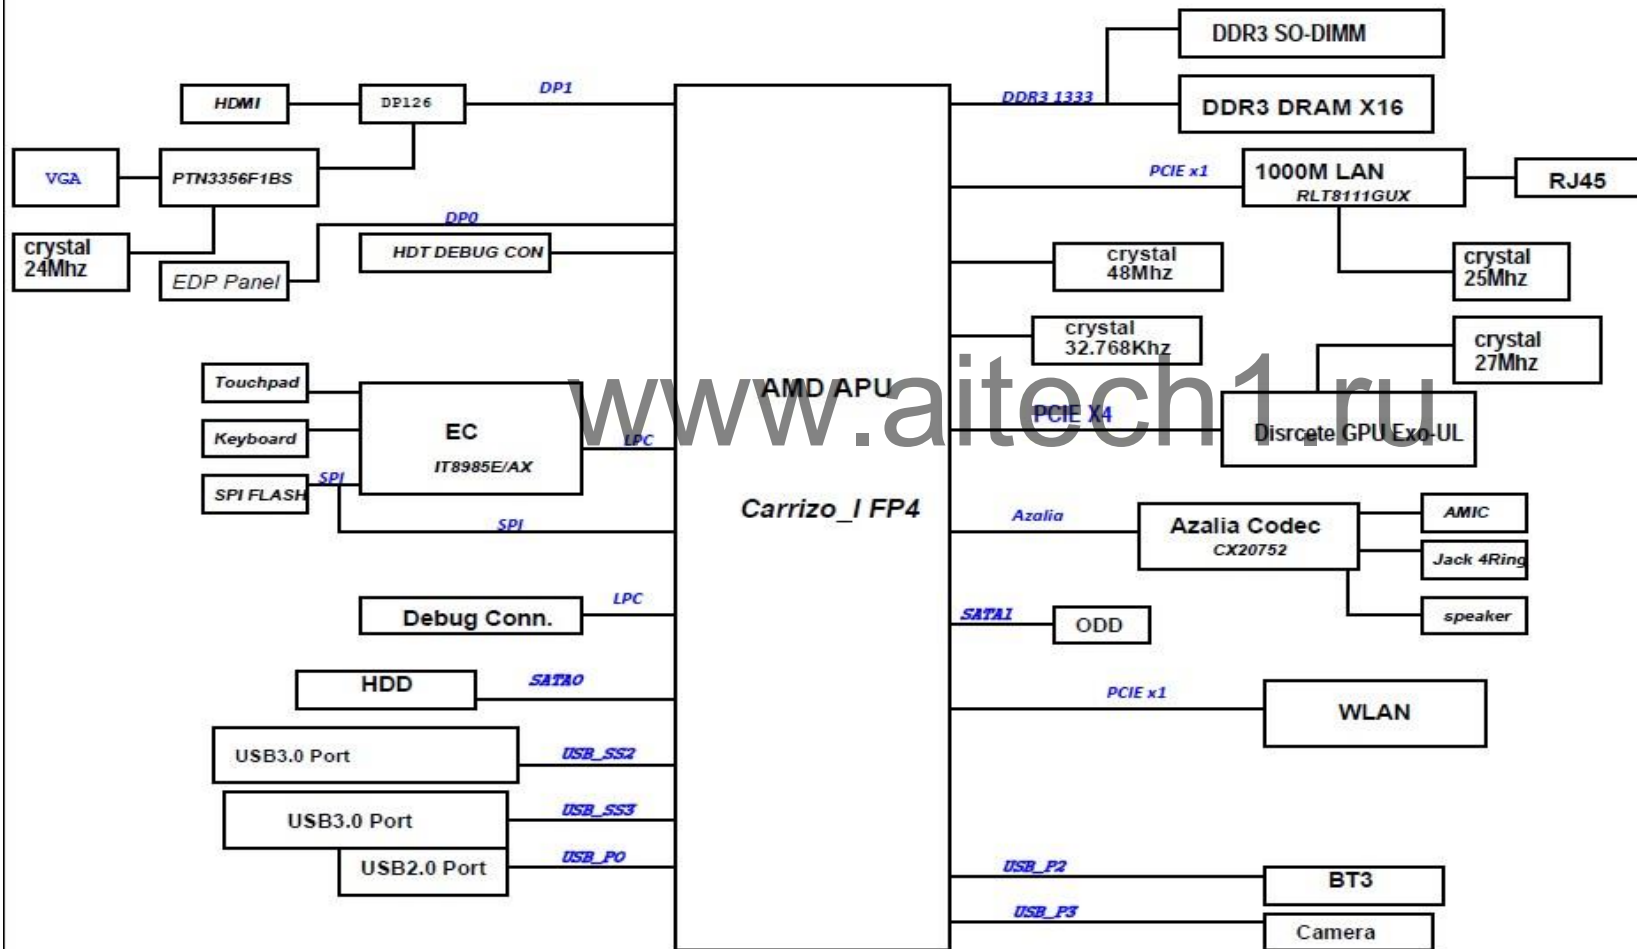 DDR3 SO-DIMM
HDMI
DP126
DP1
DDR3 1333
DDR3 DRAM X16
VGA
PTN3356F1BS
PCIE x1
1000M LAN
RLT8111GUX
RJ45
DP0
crystal
24Mhz
HDT DEBUG CON
EDP Panel
crystal
48Mhz
crystal
25Mhz
crystal
32.768Khz
crystal
27Mhz
Touchpad
Keyboard
SPI FLASH
SPI
EC
IT8985E/AX
LPC
AMD APU
www.aitech1.ru
PCIE X4
Disrcete GPU Exo-UL
SPI
Carrizo_I FP4
Azalia
Azalia Codec
CX20752
AMIC
Jack 4Ring
speaker
Debug Conn.
LPC
SATA1
ODD
HDD
SATA0
PCIE x1
WLAN
USB3.0 Port
USB_SS2
USB3.0 Port
USB_SS3
USB2.0 Port
USB_P0
USB_P2
BT3
USB_P3
Camera